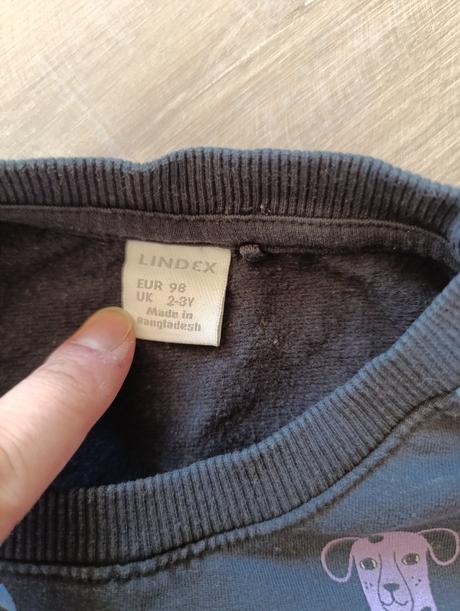 LINDEX
EUR 98
UK 2-3Y
Made in
Bangladesh